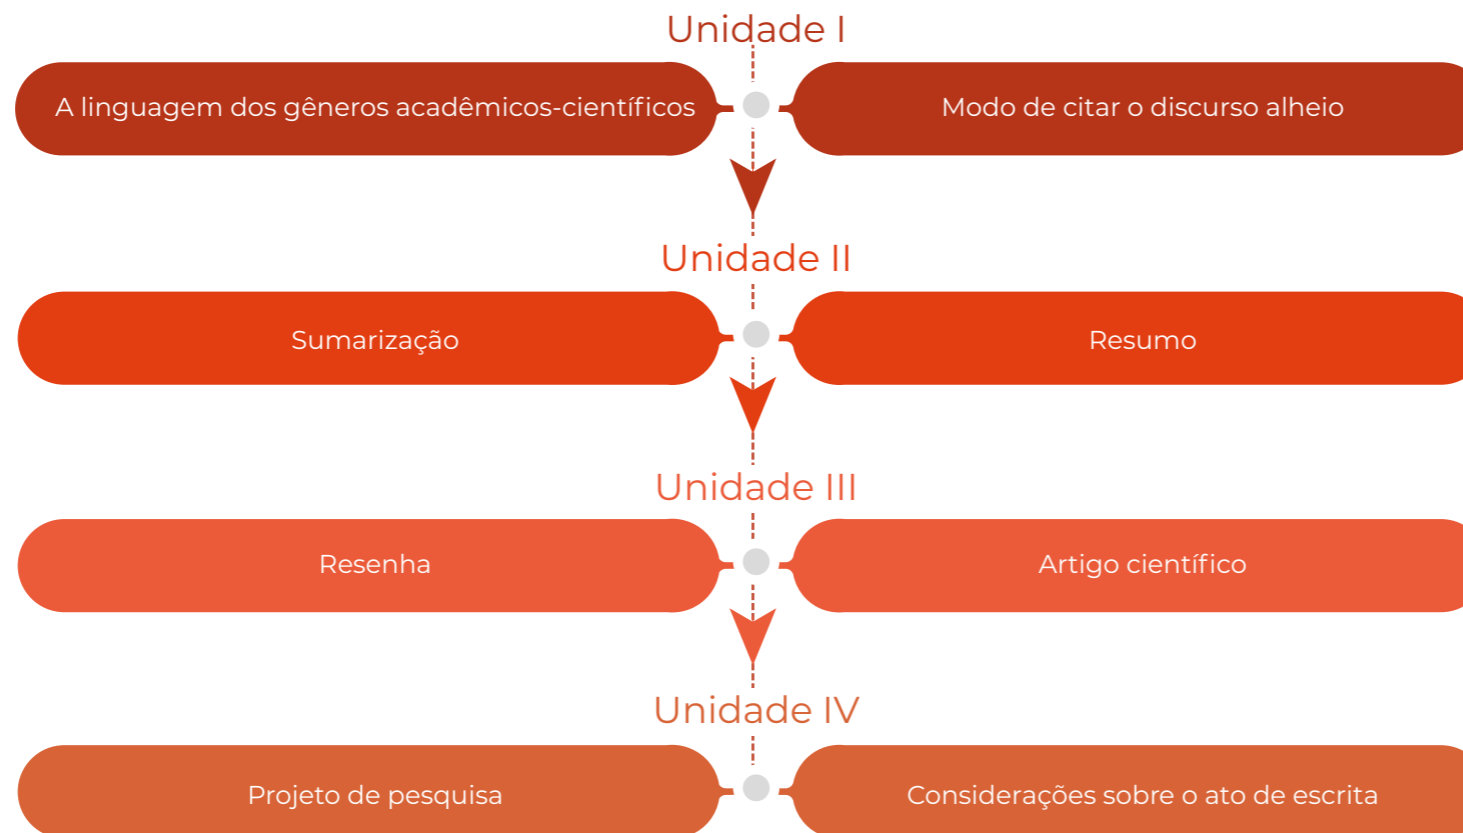 Unidade I
A linguagem dos gêneros acadêmicos-científicos
Modo de citar o discurso alheio
Unidade II
Sumarização
Resumo
Unidade III
Resenha
Artigo científico
Unidade IV
Projeto de pesquisa
Considerações sobre o ato de escrita